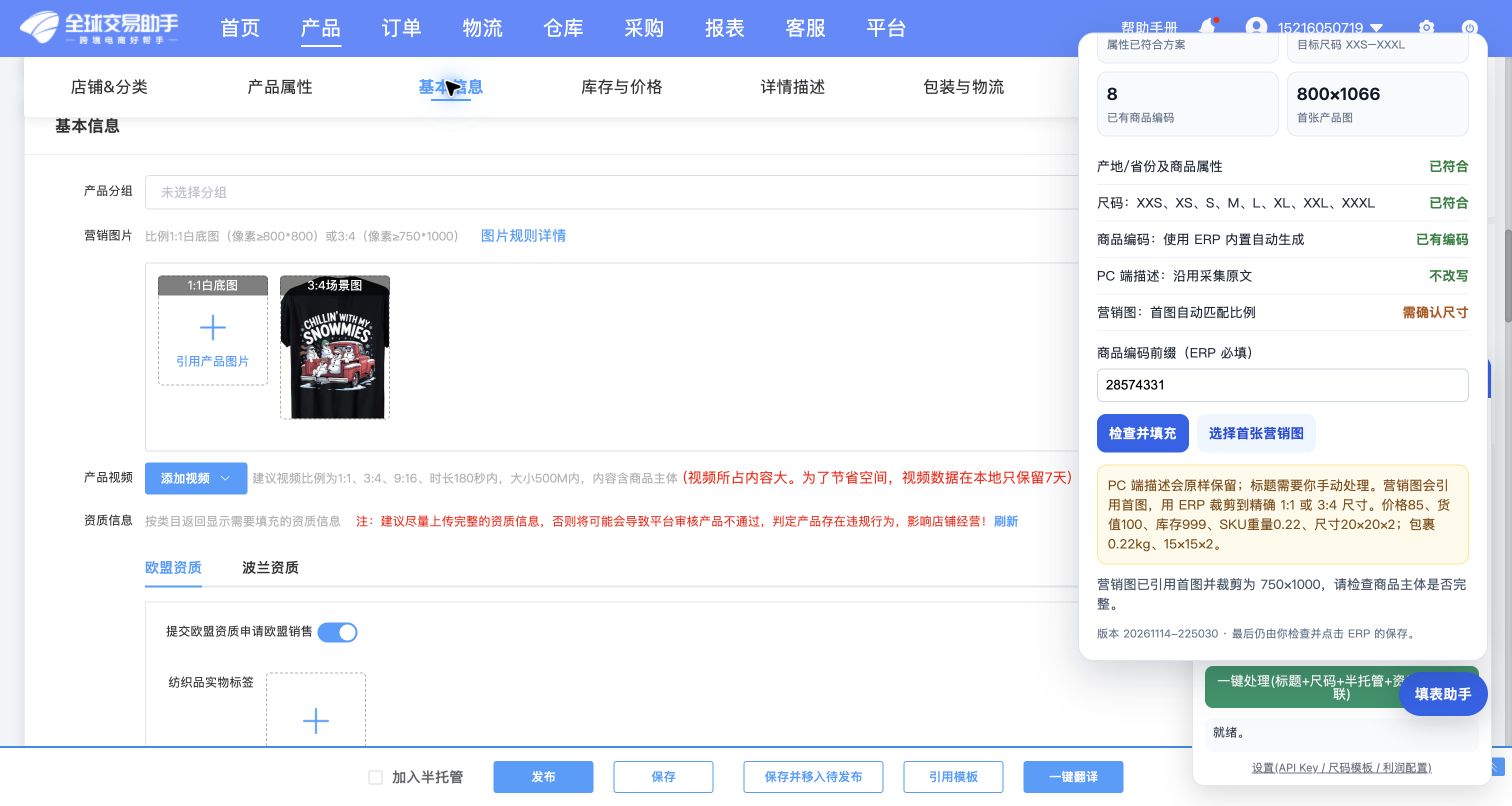 全球交易助手
跨境电商好帮手
首页 产品 订单 物流 仓库 采购 报表 客服 平台
帮助手册 15216050719
店铺&分类 产品属性 基本信息 库存与价格 详情描述 包装与物流
基本信息
产品分组 未选择分组
营销图片 比例1:1白底图（像素≥800*800）或3:4（像素≥750*1000） 图片规则详情
1:1白底图
引用产品图片
3:4场景图
CHILLIN' WITH MY
SNOWMIES
产品视频 添加视频 建议视频比例为1:1、3:4、9:16、时长180秒内，大小500M内，内容含商品主体 (视频所占内容大。为了节省空间，视频数据在本地只保留7天)
资质信息 按类目返回显示需要填充的资质信息 注：建议尽量上传完整的资质信息，否则将可能会导致平台审核产品不通过，判定产品存在违规行为，影响店铺经营！ 刷新
欧盟资质 波兰资质
提交欧盟资质申请欧盟销售
纺织品实物标签
加入半托管 发布 保存 保存并移入待发布 引用模板 一键翻译
属性已符合方案
目标尺码 XXS—XXXL
8
已有商品编码
800×1066
首张产品图
产地/省份及商品属性 已符合
尺码：XXS、XS、S、M、L、XL、XXL、XXXL 已符合
商品编码：使用 ERP 内置自动生成 已有编码
PC 端描述：沿用采集原文 不改写
营销图：首图自动匹配比例 需确认尺寸
商品编码前缀（ERP 必填）
28574331
检查并填充 选择首张营销图
PC 端描述会原样保留；标题需要你手动处理。营销图会引
用首图，用 ERP 裁剪到精确 1:1 或 3:4 尺寸。价格85、货
值100、库存999、SKU重量0.22、尺寸20×20×2；包裹
0.22kg、15×15×2。
营销图已引用首图并裁剪为 750×1000，请检查商品主体是否完
整。
版本 20261114-225030 · 最后仍由你检查并点击 ERP 的保存。
一键处理(标题+尺码+半托管+资
联)
填表助手
就绪。
设置(API Key / 尺码模板 / 利润配置)